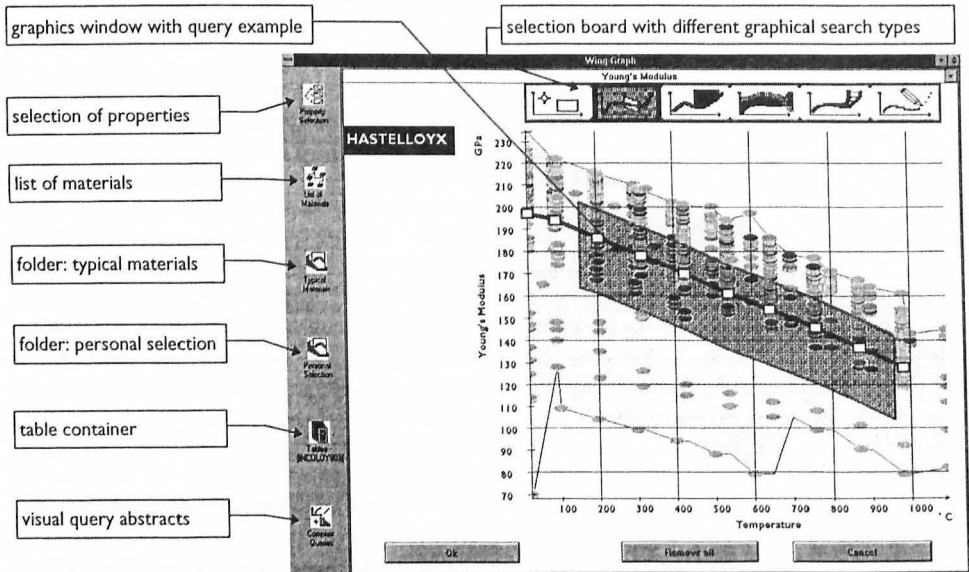 graphics window with query example
selection board with different graphical search types
Wing-Graph
Young's Modulus
selection of properties
Property
Selection
HASTELLOYX
GPs
230
220
210
200
190
180
170
160
150
140
130
120
110
100
90
80
70
Young's Modulus
list of materials
List of
Materials
folder: typical materials
Typical
Materials
folder: personal selection
Personal
Selection
table container
Tables
visual query abstracts
Complex
Queries
100 200 300 400 500 600 700 800 900 1000 °C
Temperature
Ok
Remove all
Cancel